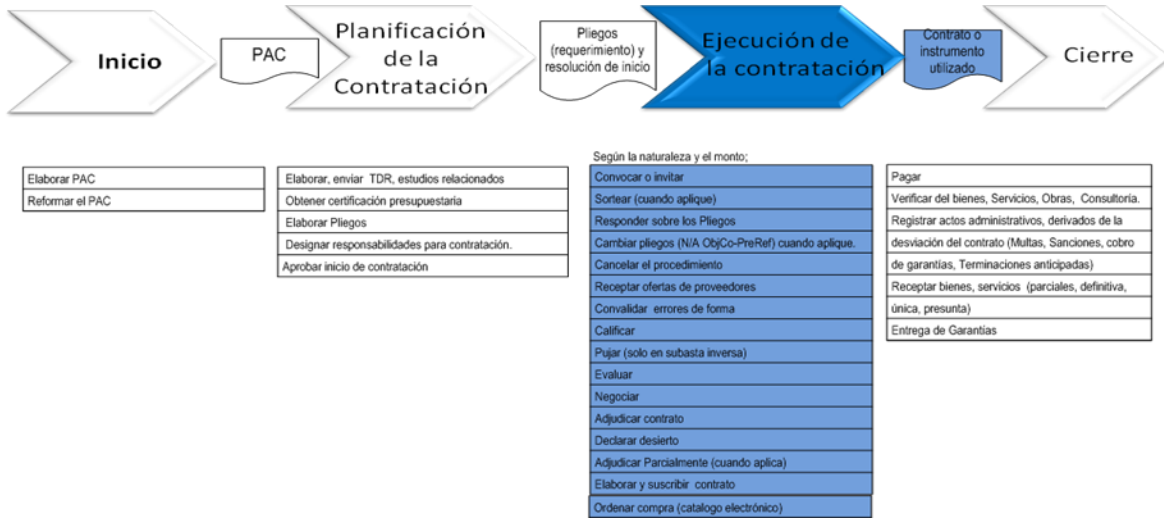 Inicio
PAC
Planificación
de la
Contratación
Pliegos
(requerimiento) y
resolución de inicio
Ejecución de
la contratación
Contrato o
instrumento
utilizado
Cierre
Elaborar PAC
Reformar el PAC
Elaborar, enviar TDR, estudios relacionados
Obtener certificación presupuestaria
Elaborar Pliegos
Designar responsabilidades para contratación.
Aprobar inicio de contratación
Según la naturaleza y el monto;
Convocar o invitar
Sortear (cuando aplique)
Responder sobre los Pliegos
Cambiar pliegos (N/A ObjCo-PreRef) cuando aplique.
Cancelar el procedimiento
Receptar ofertas de proveedores
Convalidar errores de forma
Calificar
Pujar (solo en subasta inversa)
Evaluar
Negociar
Adjudicar contrato
Declarar desierto
Adjudicar Parcialmente (cuando aplica)
Elaborar y suscribir contrato
Ordenar compra (catalogo electrónico)
Pagar
Verificar del bienes, Servicios, Obras, Consultoría.
Registrar actos administrativos, derivados de la
desviación del contrato (Multas, Sanciones, cobro
de garantías, Terminaciones anticipadas)
Receptar bienes, servicios (parciales, definitiva,
única, presunta)
Entrega de Garantías